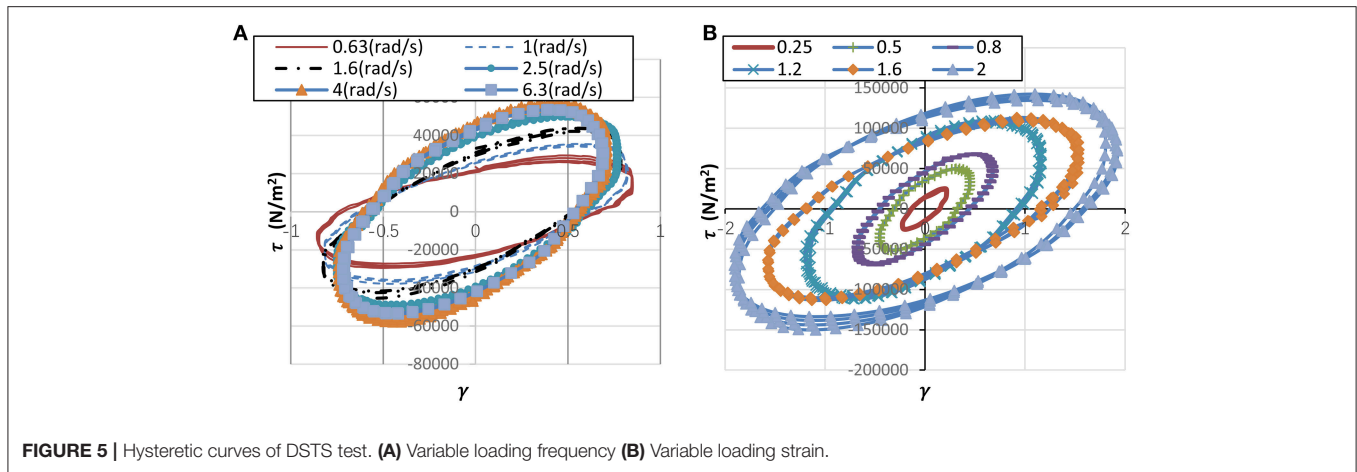 A
0.63(rad/s) 1(rad/s)
1.6(rad/s) 2.5(rad/s)
4(rad/s) 6.3(rad/s)
40000
20000
0
-20000
-40000
-60000
-80000
-1 -0.5 0.5 1
τ (N/m²)
γ
B
0.25 0.5 0.8
1.2 1.6 2
150000
100000
50000
0
-50000
-100000
-150000
-200000
-2 -1 0 1 2
τ (N/m²)
γ
FIGURE 5 | Hysteretic curves of DSTS test. (A) Variable loading frequency (B) Variable loading strain.